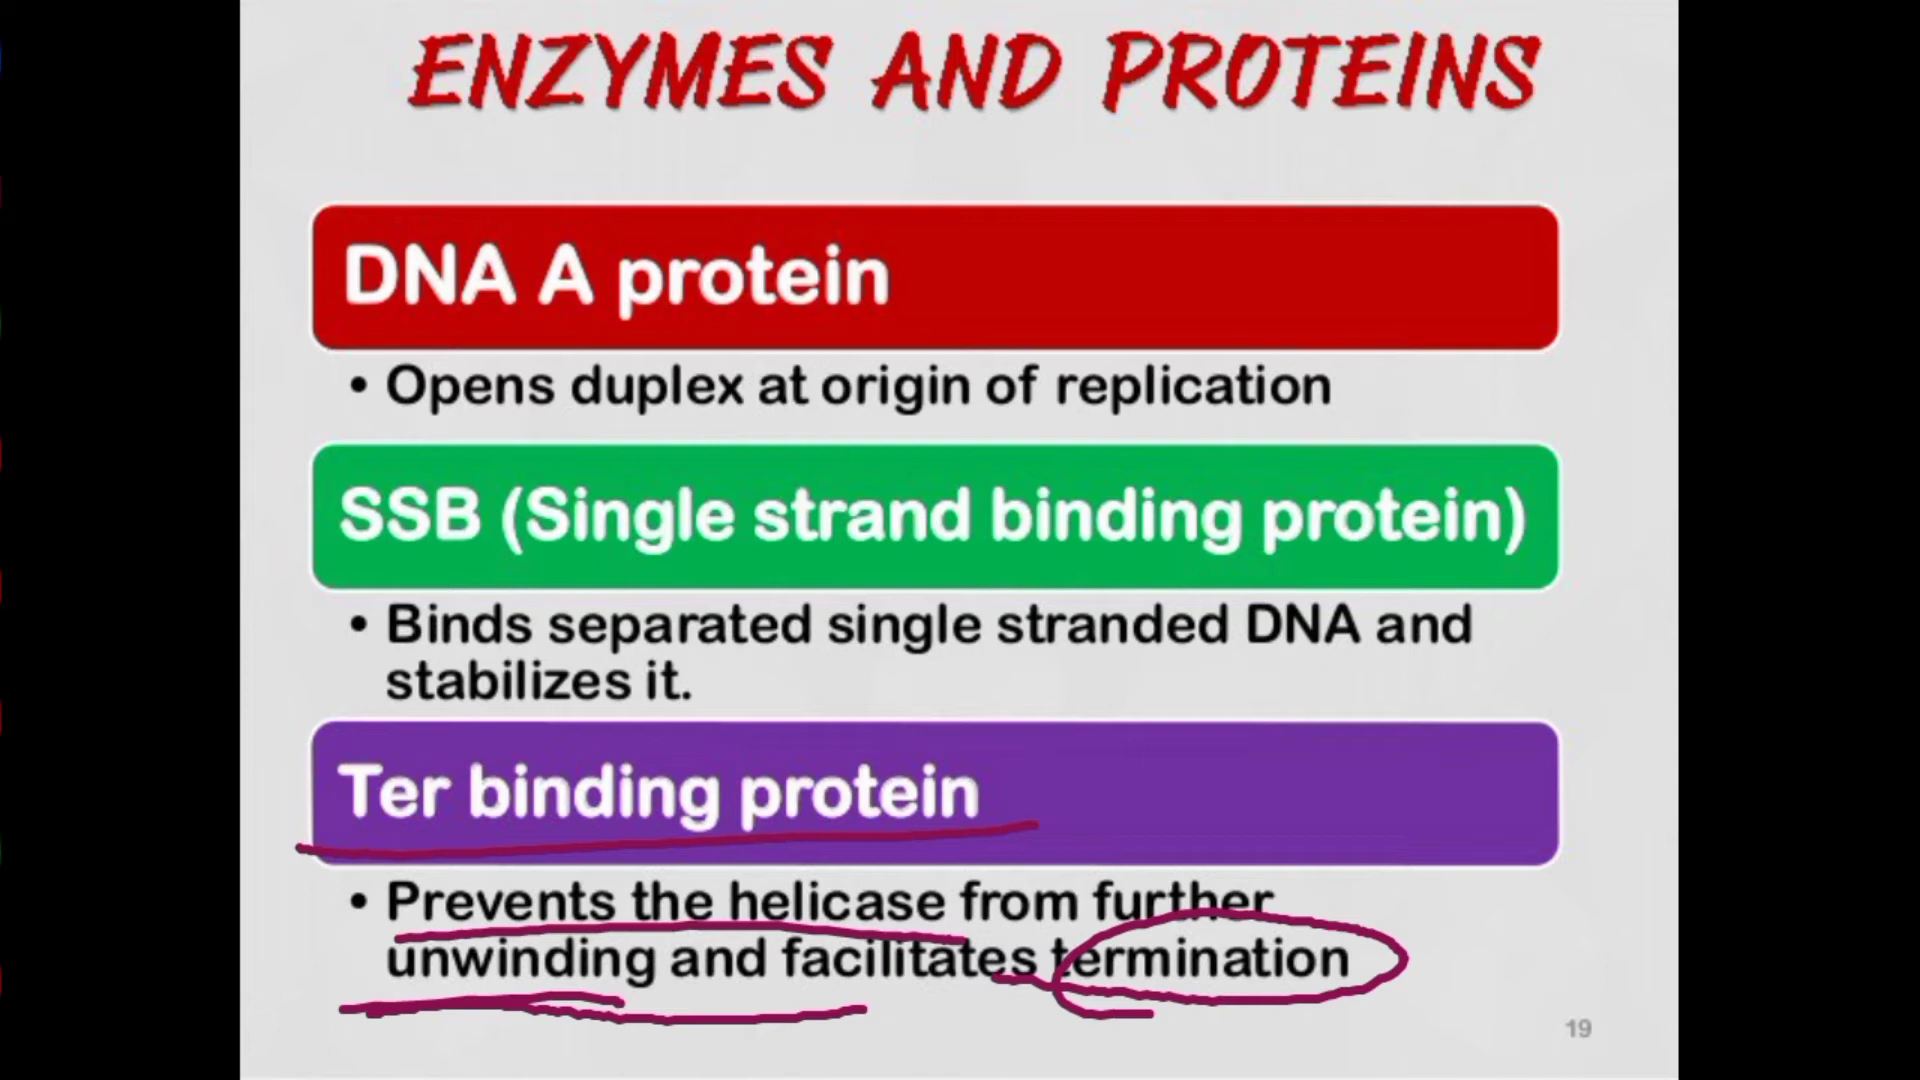 ENZYMES AND PROTEINS
DNA A protein
• Opens duplex at origin of replication
SSB (Single strand binding protein)
• Binds separated single stranded DNA and
stabilizes it.
Ter binding protein
• Prevents the helicase from further
unwinding and facilitates termination
19